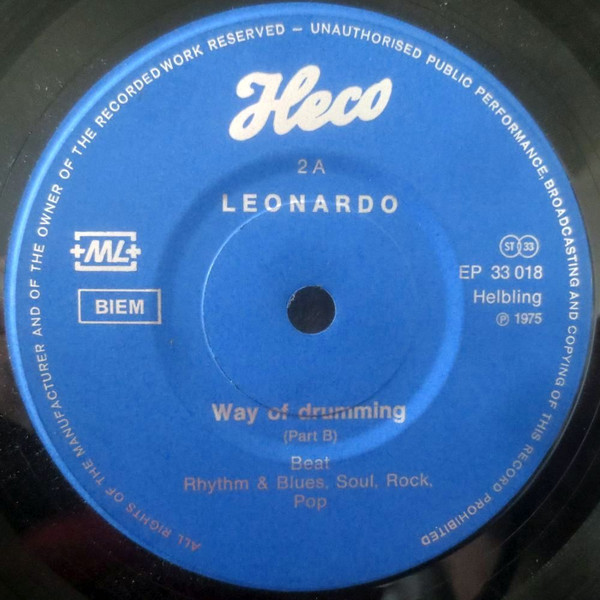 ALL RIGHTS OF THE MANUFACTURER AND OF THE OWNER OF THE RECORDED WORK RESERVED – UNAUTHORISED PUBLIC PERFORMANCE, BROADCASTING AND COPYING OF THIS RECORD PROHIBITED
Heco
2 A
LEONARDO
ML
BIEM
ST 33
EP 33 018
Helbling
℗ 1975
Way of drumming
(Part B)
Beat
Rhythm & Blues, Soul, Rock,
Pop